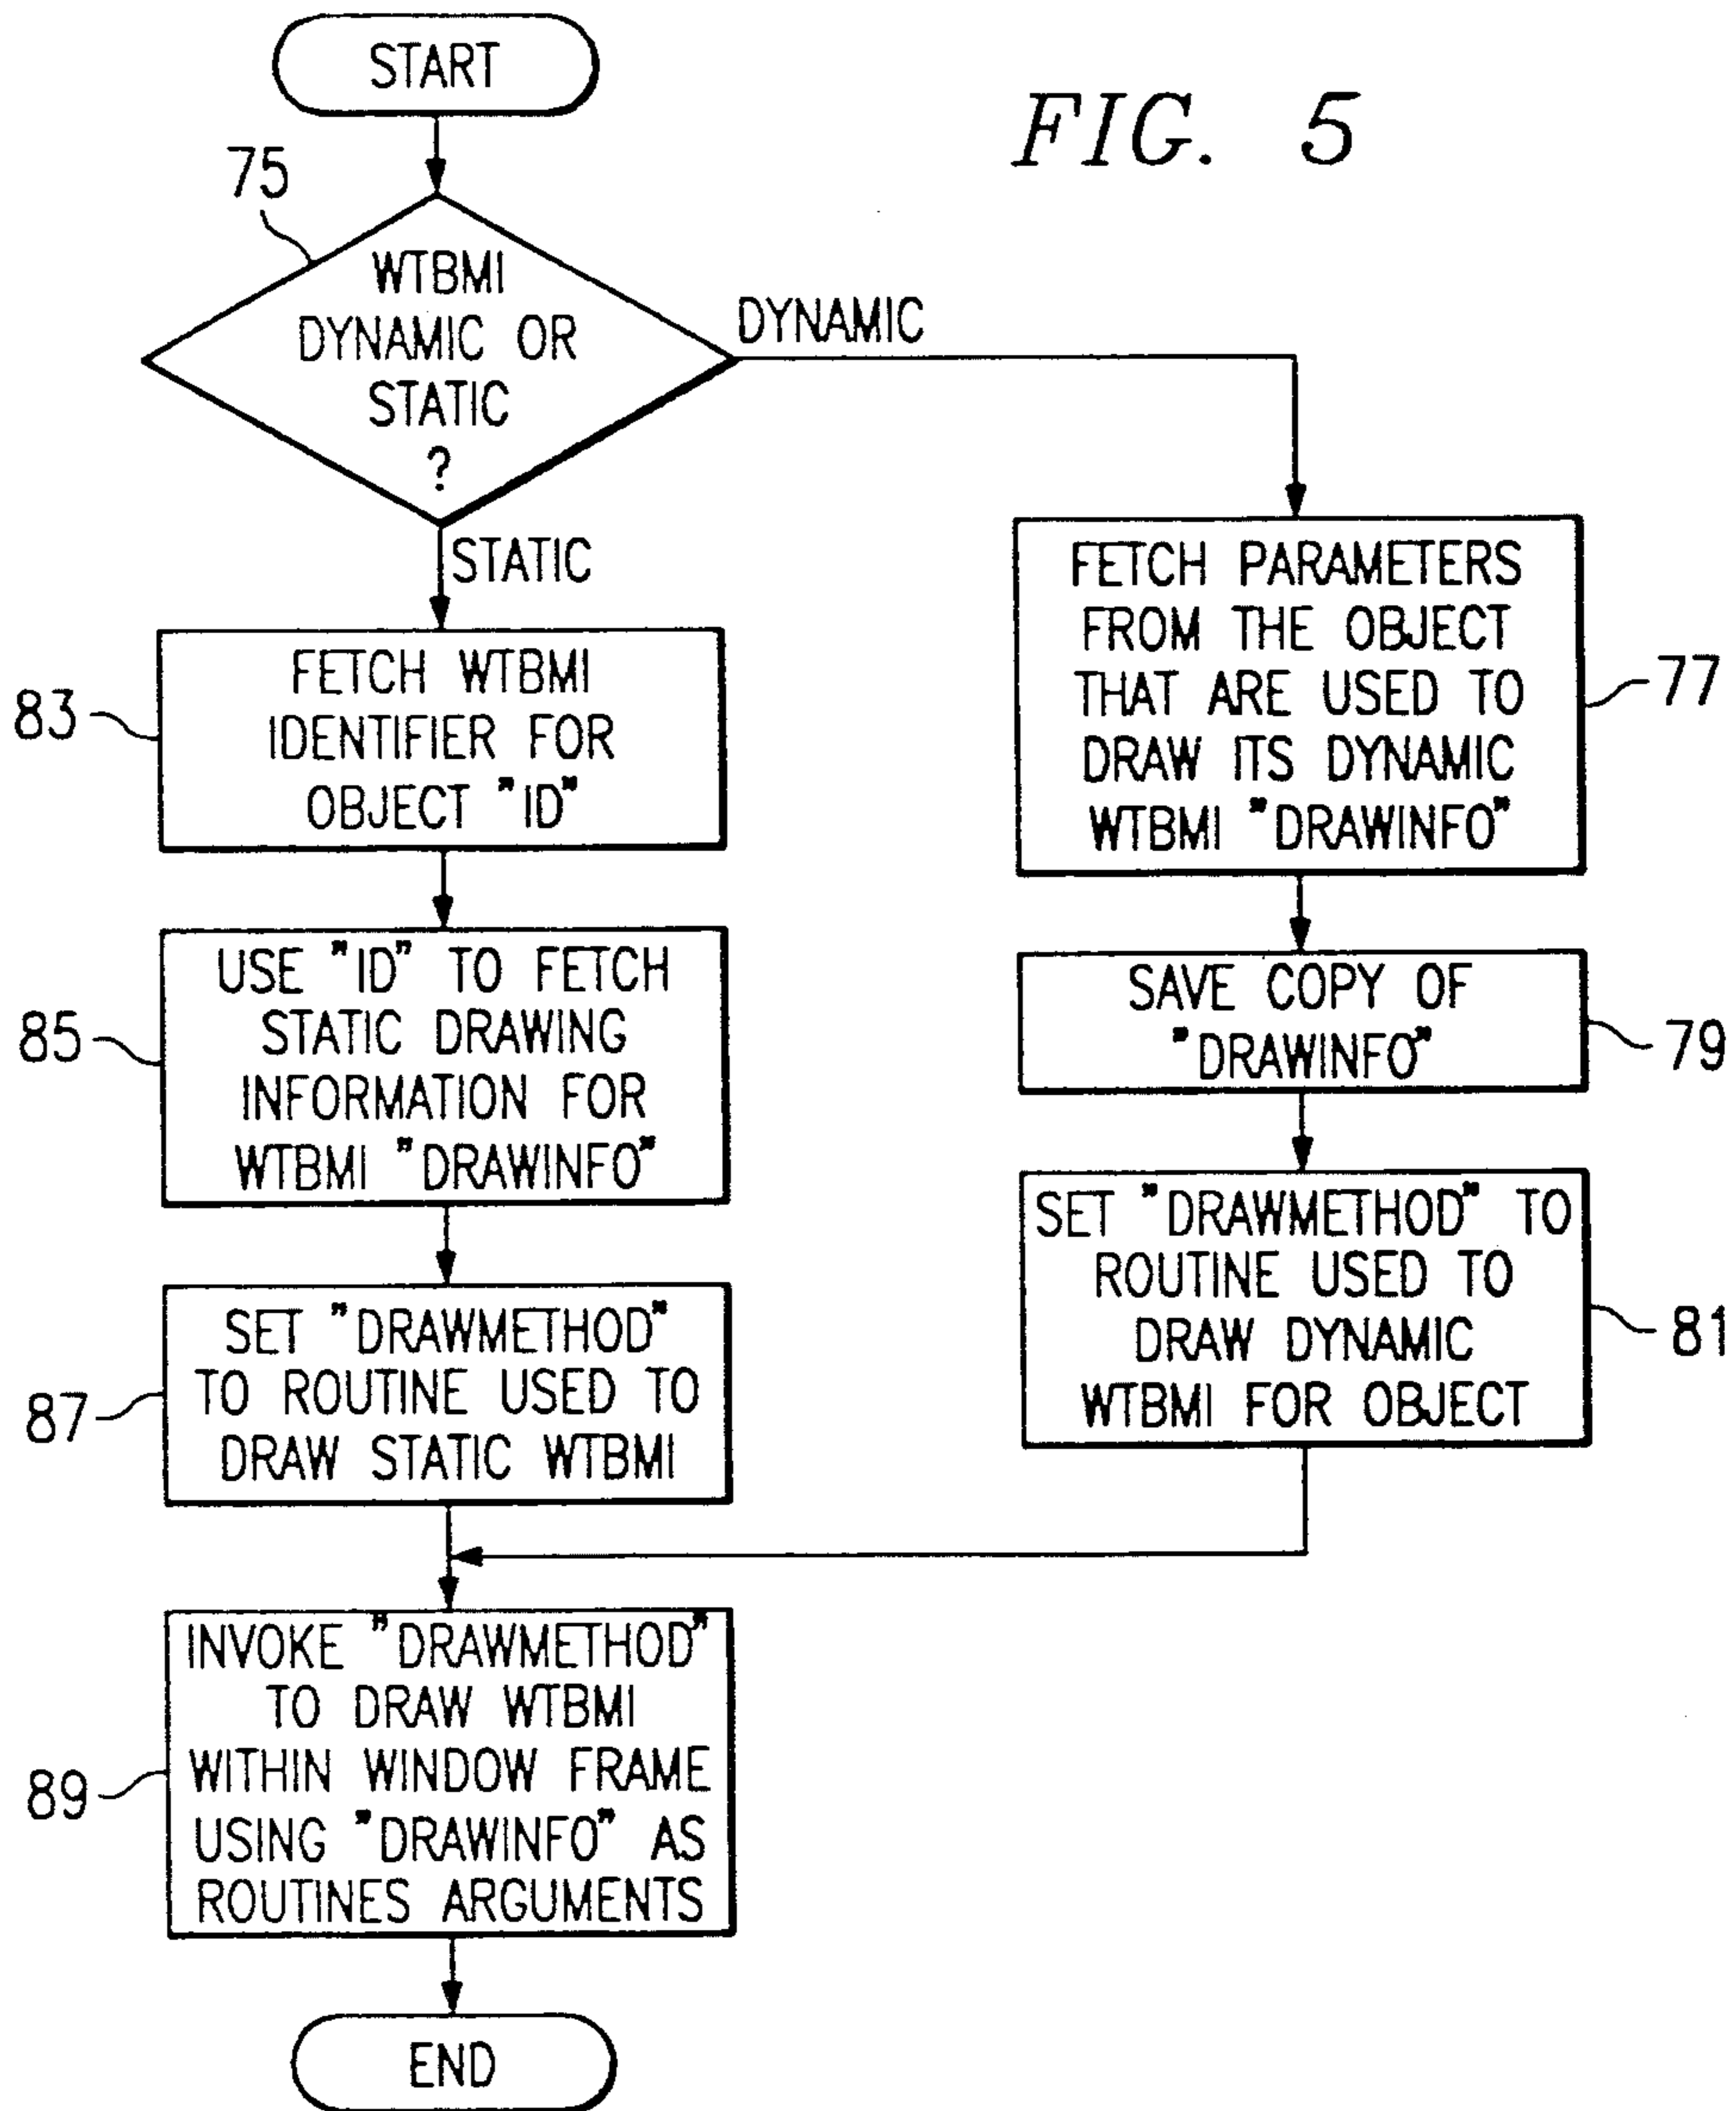 START
FIG. 5
75
WTBMI
DYNAMIC OR
STATIC
?
DYNAMIC
STATIC
FETCH PARAMETERS
FROM THE OBJECT
THAT ARE USED TO
DRAW ITS DYNAMIC
WTBMI "DRAWINFO"
77
FETCH WTBMI
IDENTIFIER FOR
OBJECT "ID"
83
SAVE COPY OF
"DRAWINFO"
79
USE "ID" TO FETCH
STATIC DRAWING
INFORMATION FOR
WTBMI "DRAWINFO"
85
SET "DRAWMETHOD" TO
ROUTINE USED TO
DRAW DYNAMIC
WTBMI FOR OBJECT
81
SET "DRAWMETHOD"
TO ROUTINE USED TO
DRAW STATIC WTBMI
87
INVOKE "DRAWMETHOD"
TO DRAW WTBMI
WITHIN WINDOW FRAME
USING "DRAWINFO" AS
ROUTINES ARGUMENTS
89
END